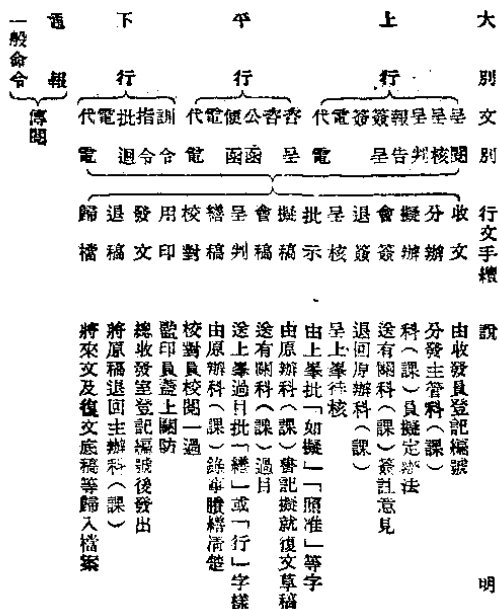 大別 文別 行文手續 說明
上行
呈閱
呈核
呈判
報告
簽呈
簽
電
代電
平行
咨呈
咨
公函
便函
電
代電
下行
訓令
指令
批迴
電
代電
通報
一般命令
傳閱
收文 由收發員登記編號
分辦 分發主管科（課）
擬辦 科（課）員擬定辦法
會簽 送有關科（課）簽註意見
退簽 退回原辦科（課）
呈核 呈上峯待核
批示 由上峯批「如擬」「照准」等字
擬稿 由原辦科（課）書記擬就復文草稿
會稿 送有關科（課）過目
呈判 送上峯過目批「繕」或「行」字樣
繕稿 由原辦科（課）錄事謄繕清楚
校對 校對員校閱一過
用印 監印員蓋上關防
發文 總收發室登記編號後發出
退稿 將原稿退回主辦科（課）
歸檔 將來文及復文底稿等歸入檔案